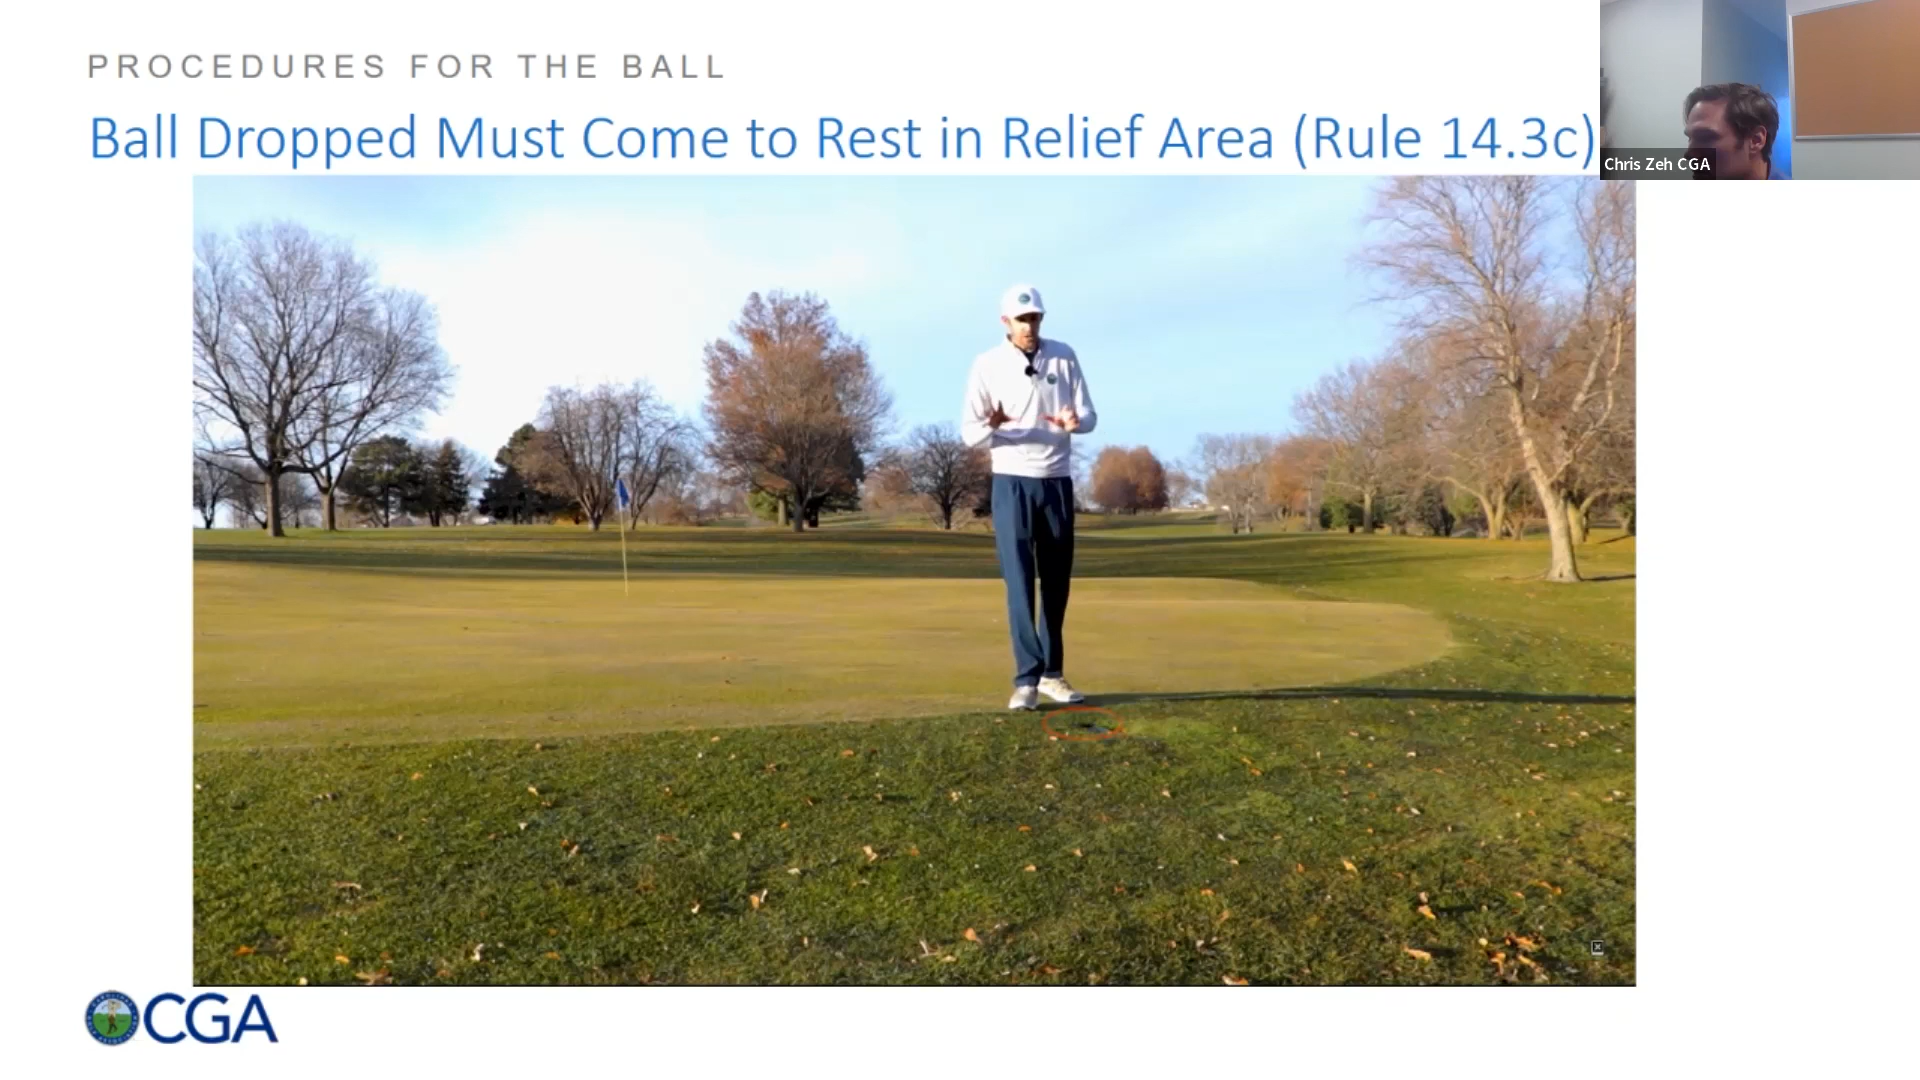 PROCEDURES FOR THE BALL
Ball Dropped Must Come to Rest in Relief Area (Rule 14.3c)
Chris Zeh CGA
CGA